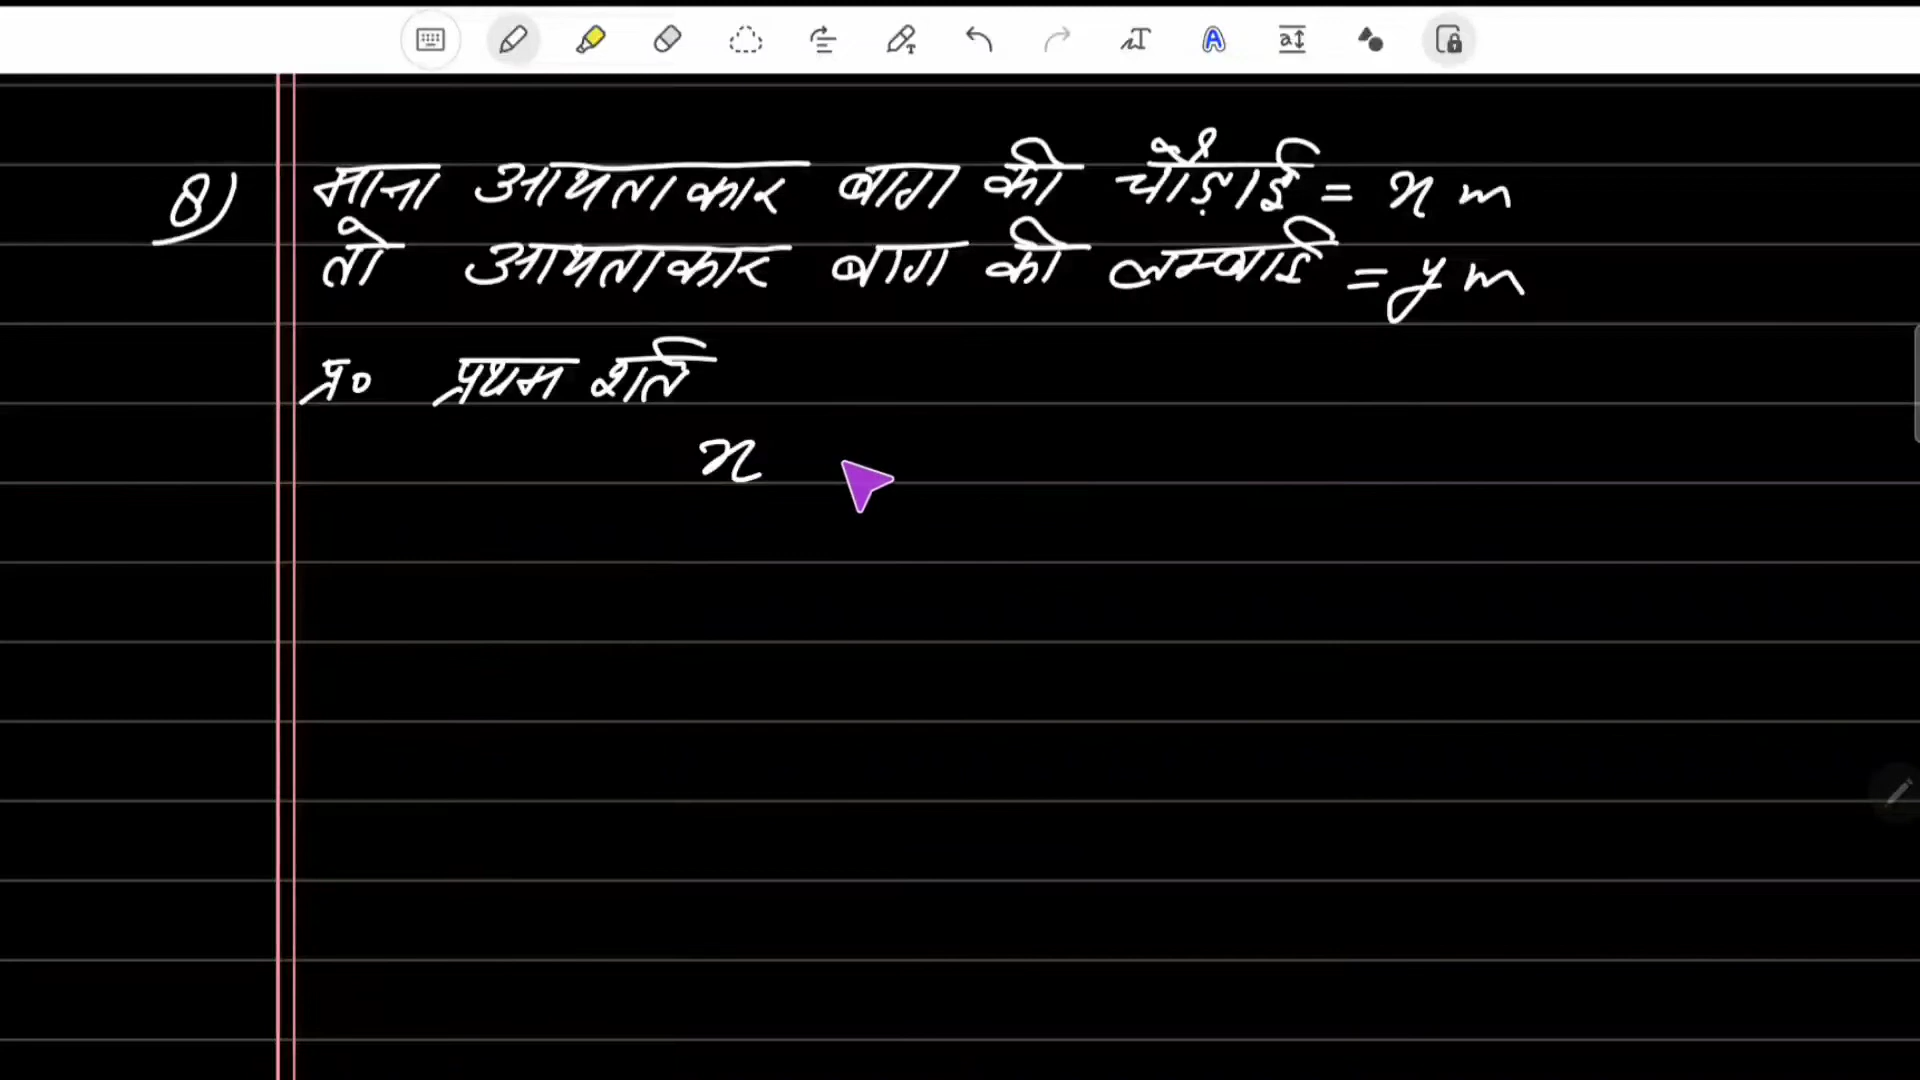 8) माना आयताकार बाग की चौड़ाई = x m
तो आयताकार बाग की लम्बाई = y m
प्र० प्रथम शर्त
x